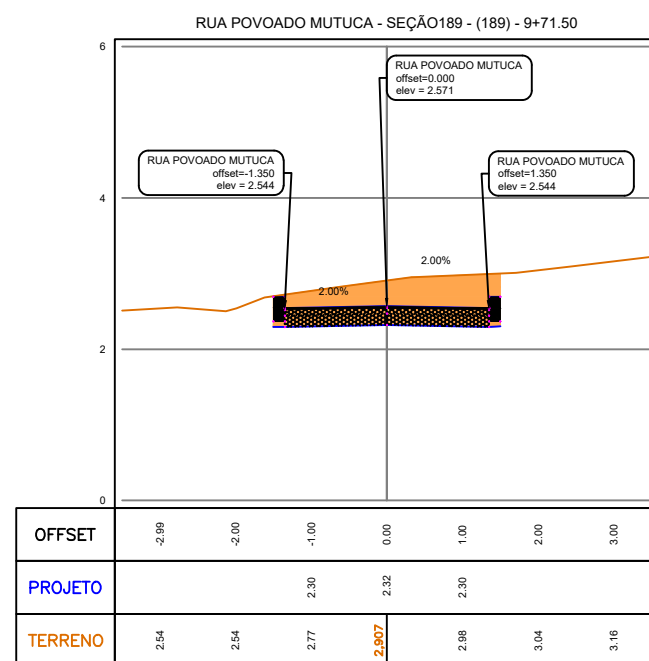 RUA POVOADO MUTUCA - SEÇÃO189 - (189) - 9+71.50
6
RUA POVOADO MUTUCA
offset=0.000
elev = 2.571
RUA POVOADO MUTUCA
offset=-1.350
elev = 2.544
RUA POVOADO MUTUCA
offset=1.350
elev = 2.544
4
2.00%
2.00%
2
0
OFFSET -2.99 -2.00 -1.00 0.00 1.00 2.00 3.00
PROJETO 2.30 2.32 2.30
TERRENO 2.54 2.54 2.77 2,907 2.98 3.04 3.16